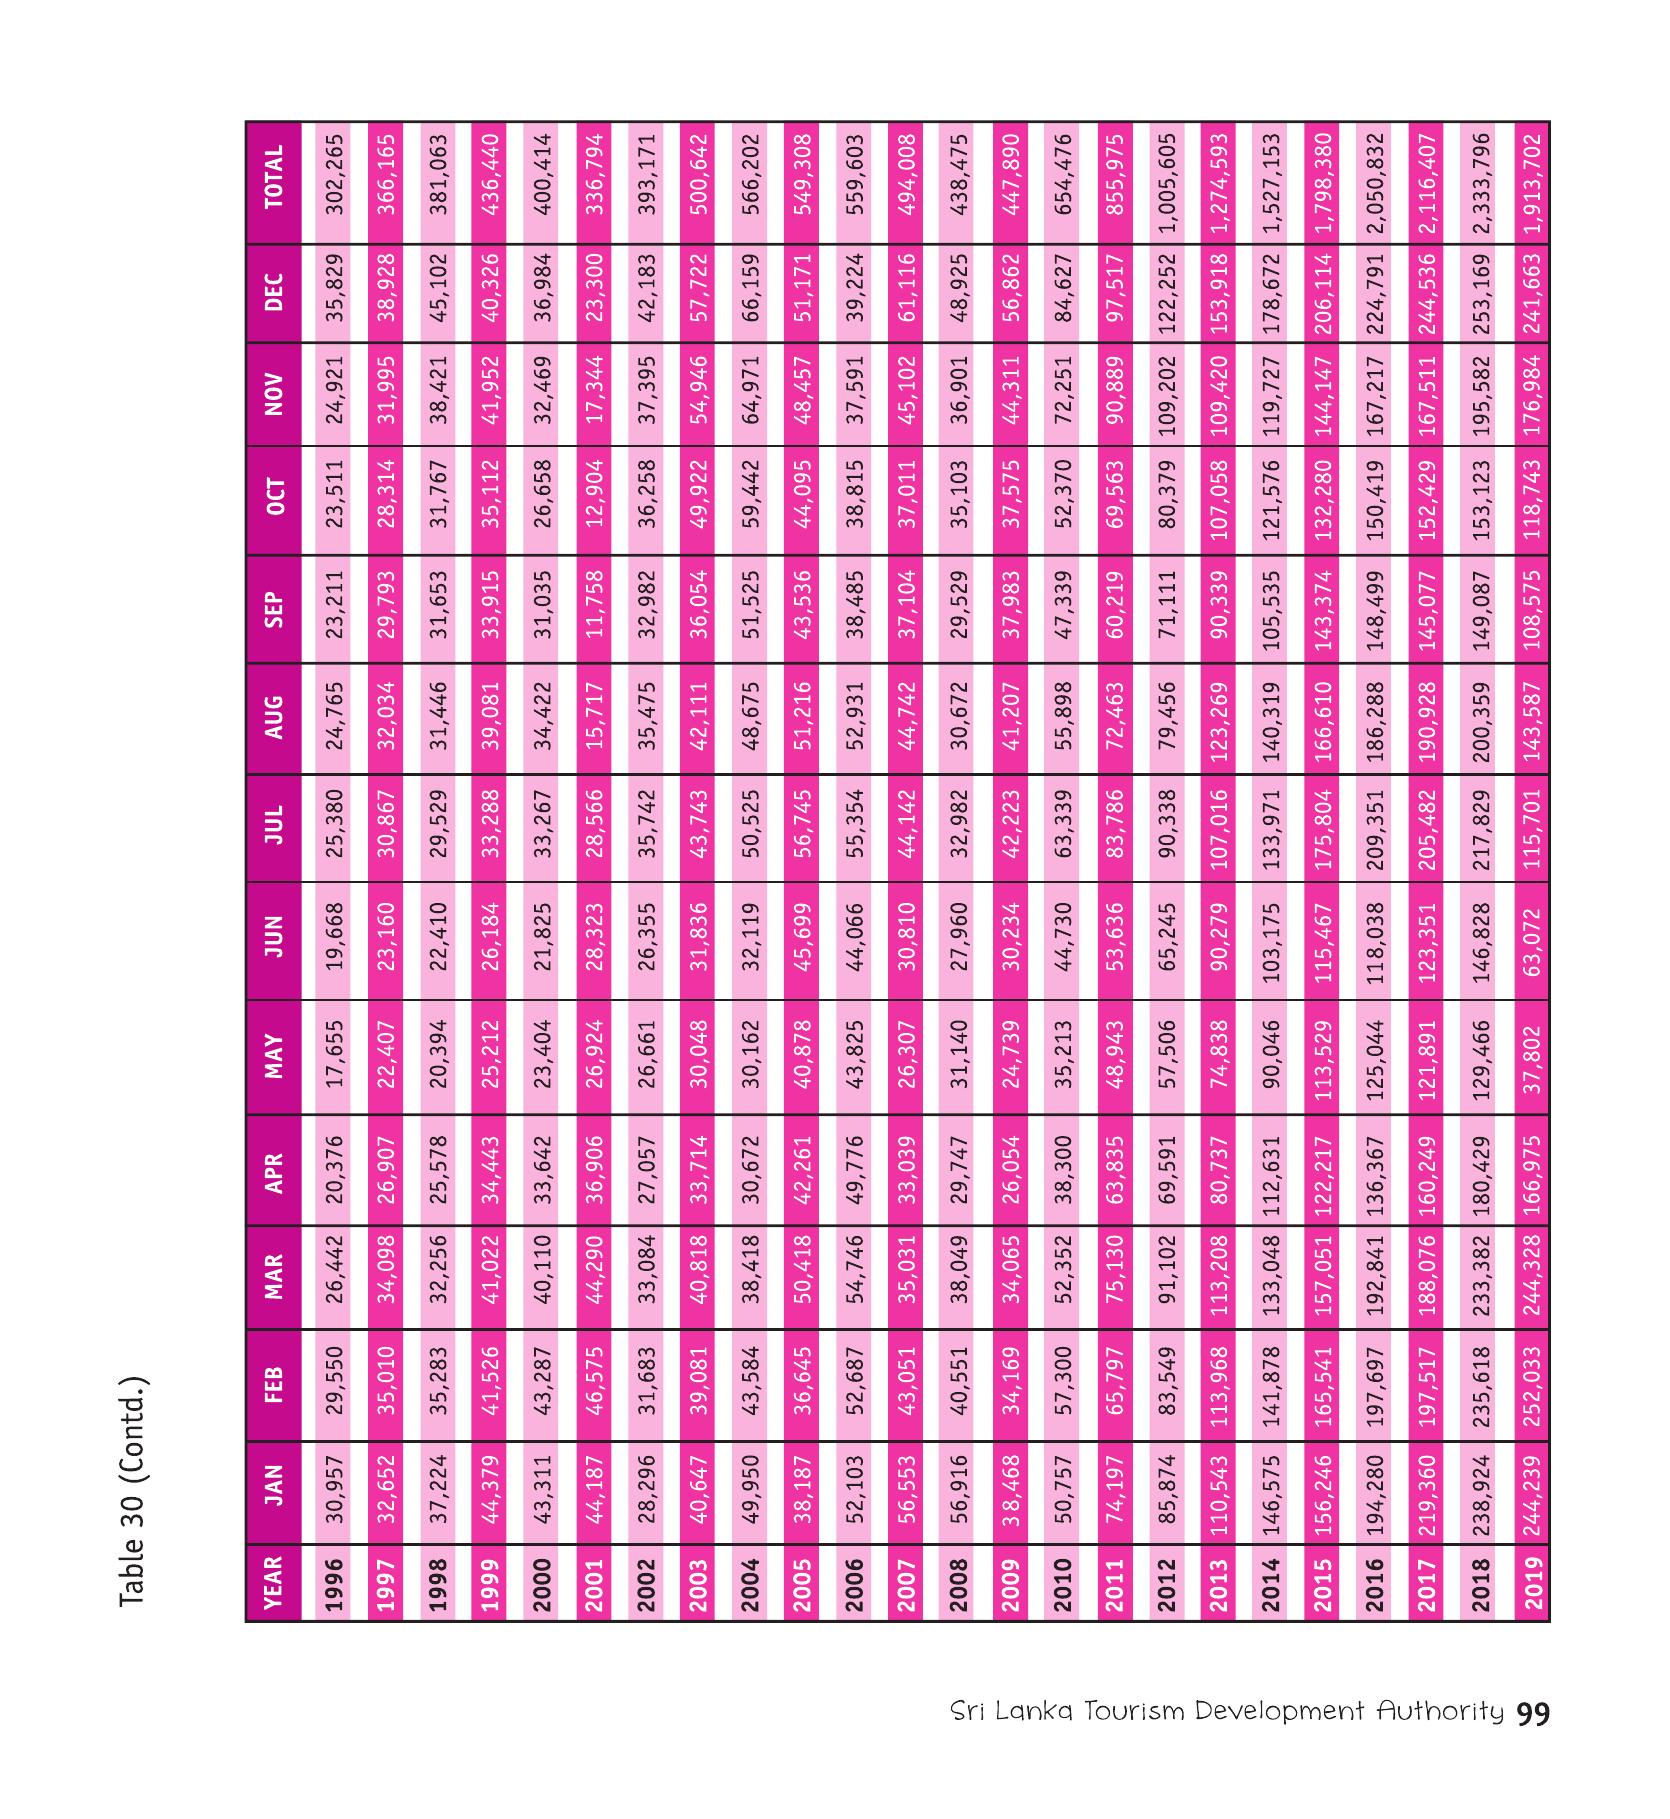 Table 30 (Contd.)
YEAR JAN FEB MAR APR MAY JUN JUL AUG SEP OCT NOV DEC TOTAL
1996 30,957 29,550 26,442 20,376 17,655 19,668 25,380 24,765 23,211 23,511 24,921 35,829 302,265
1997 32,652 35,010 34,098 26,907 22,407 23,160 30,867 32,034 29,793 28,314 31,995 38,928 366,165
1998 37,224 35,283 32,256 25,578 20,394 22,410 29,529 31,446 31,653 31,767 38,421 45,102 381,063
1999 44,379 41,526 41,022 34,443 25,212 26,184 33,288 39,081 33,915 35,112 41,952 40,326 436,440
2000 43,311 43,287 40,110 33,642 23,404 21,825 33,267 34,422 31,035 26,658 32,469 36,984 400,414
2001 44,187 46,575 44,290 36,906 26,924 28,323 28,566 15,717 11,758 12,904 17,344 23,300 336,794
2002 28,296 31,683 33,084 27,057 26,661 26,355 35,742 35,475 32,982 36,258 37,395 42,183 393,171
2003 40,647 39,081 40,818 33,714 30,048 31,836 43,743 42,111 36,054 49,922 54,946 57,722 500,642
2004 49,950 43,584 38,418 30,672 30,162 32,119 50,525 48,675 51,525 59,442 64,971 66,159 566,202
2005 38,187 36,645 50,418 42,261 40,878 45,699 56,745 51,216 43,536 44,095 48,457 51,171 549,308
2006 52,103 52,687 54,746 49,776 43,825 44,066 55,354 52,931 38,485 38,815 37,591 39,224 559,603
2007 56,553 43,051 35,031 33,039 26,307 30,810 44,142 44,742 37,104 37,011 45,102 61,116 494,008
2008 56,916 40,551 38,049 29,747 31,140 27,960 32,982 30,672 29,529 35,103 36,901 48,925 438,475
2009 38,468 34,169 34,065 26,054 24,739 30,234 42,223 41,207 37,983 37,575 44,311 56,862 447,890
2010 50,757 57,300 52,352 38,300 35,213 44,730 63,339 55,898 47,339 52,370 72,251 84,627 654,476
2011 74,197 65,797 75,130 63,835 48,943 53,636 83,786 72,463 60,219 69,563 90,889 97,517 855,975
2012 85,874 83,549 91,102 69,591 57,506 65,245 90,338 79,456 71,111 80,379 109,202 122,252 1,005,605
2013 110,543 113,968 113,208 80,737 74,838 90,279 107,016 123,269 90,339 107,058 109,420 153,918 1,274,593
2014 146,575 141,878 133,048 112,631 90,046 103,175 133,971 140,319 105,535 121,576 119,727 178,672 1,527,153
2015 156,246 165,541 157,051 122,217 113,529 115,467 175,804 166,610 143,374 132,280 144,147 206,114 1,798,380
2016 194,280 197,697 192,841 136,367 125,044 118,038 209,351 186,288 148,499 150,419 167,217 224,791 2,050,832
2017 219,360 197,517 188,076 160,249 121,891 123,351 205,482 190,928 145,077 152,429 167,511 244,536 2,116,407
2018 238,924 235,618 233,382 180,429 129,466 146,828 217,829 200,359 149,087 153,123 195,582 253,169 2,333,796
2019 244,239 252,033 244,328 166,975 37,802 63,072 115,701 143,587 108,575 118,743 176,984 241,663 1,913,702
Sri Lanka Tourism Development Authority 99